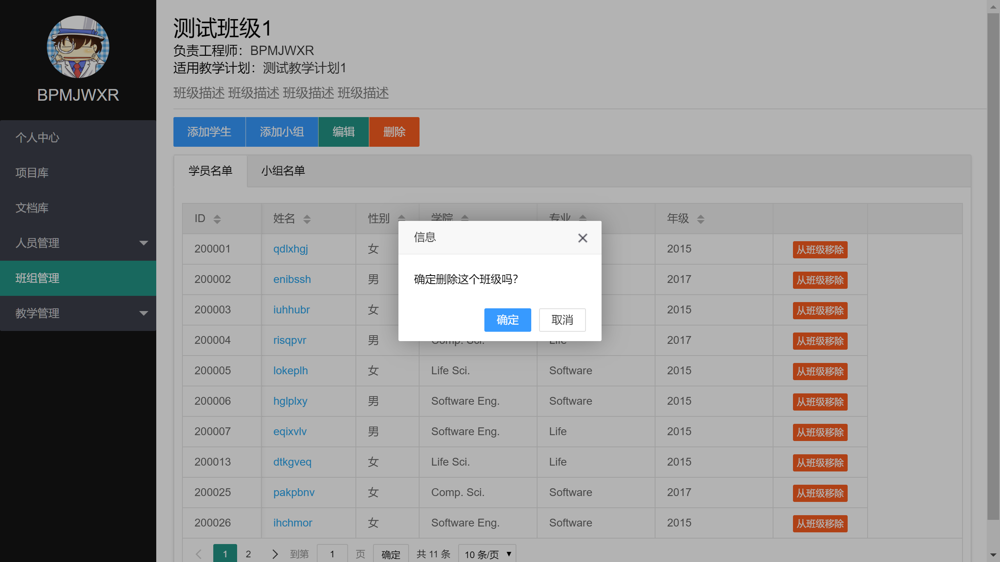 BPMJWXR
个人中心
项目库
文档库
人员管理
班组管理
教学管理
测试班级1
负责工程师：BPMJWXR
适用教学计划：测试教学计划1
班级描述 班级描述 班级描述 班级描述
添加学生 添加小组 编辑 删除
学员名单 小组名单
ID 姓名 性别 学院 专业 年级
200001 qdlxhgj 女 2015 从班级移除
200002 enibssh 男 2017 从班级移除
200003 iuhhubr 女 2015 从班级移除
200004 risqpvr 男 Comp. Sci. Life 2017 从班级移除
200005 lokeplh 女 Life Sci. Software 2015 从班级移除
200006 hglplxy 男 Software Eng. Software 2015 从班级移除
200007 eqixvlv 男 Software Eng. Life 2015 从班级移除
200013 dtkgveq 女 Life Sci. Life 2015 从班级移除
200025 pakpbnv 女 Comp. Sci. Software 2017 从班级移除
200026 ihchmor 女 Software Eng. Software 2015 从班级移除
1 2 到第 1 页 确定 共 11 条 10 条/页
信息
确定删除这个班级吗？
确定 取消